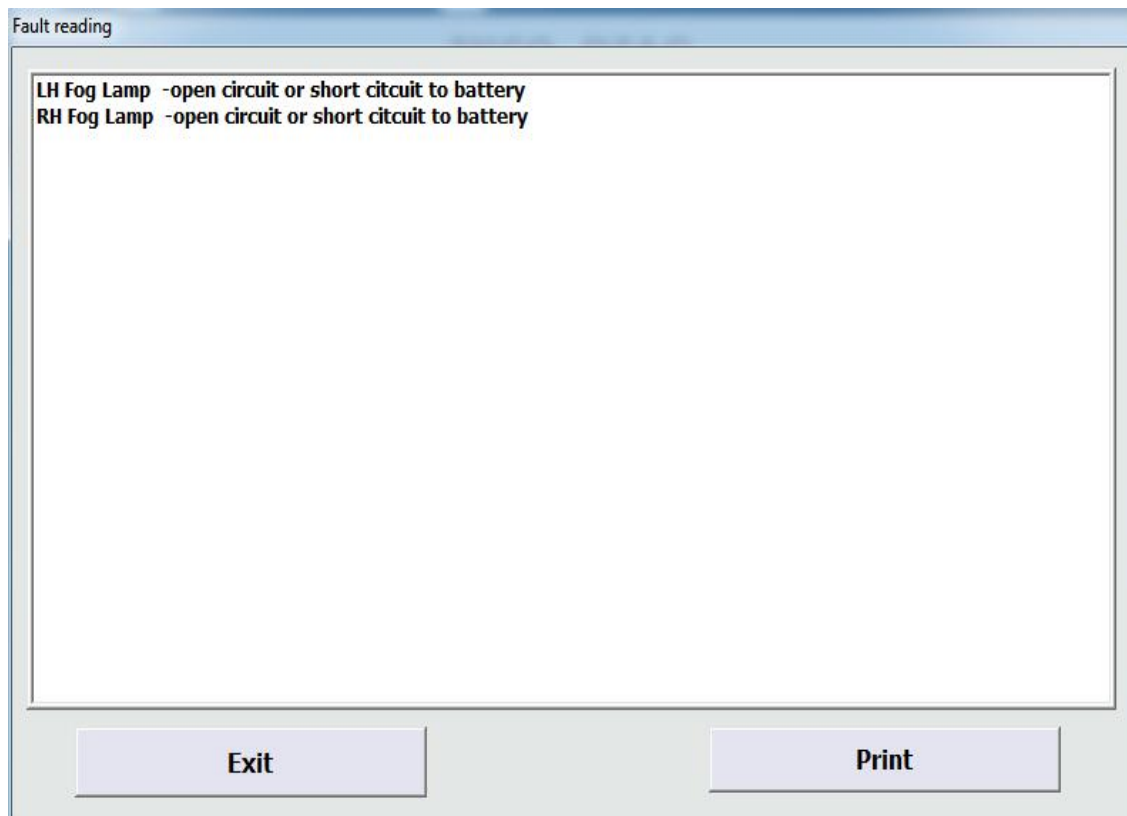 Fault reading
LH Fog Lamp -open circuit or short citcuit to battery
RH Fog Lamp -open circuit or short citcuit to battery
Exit
Print